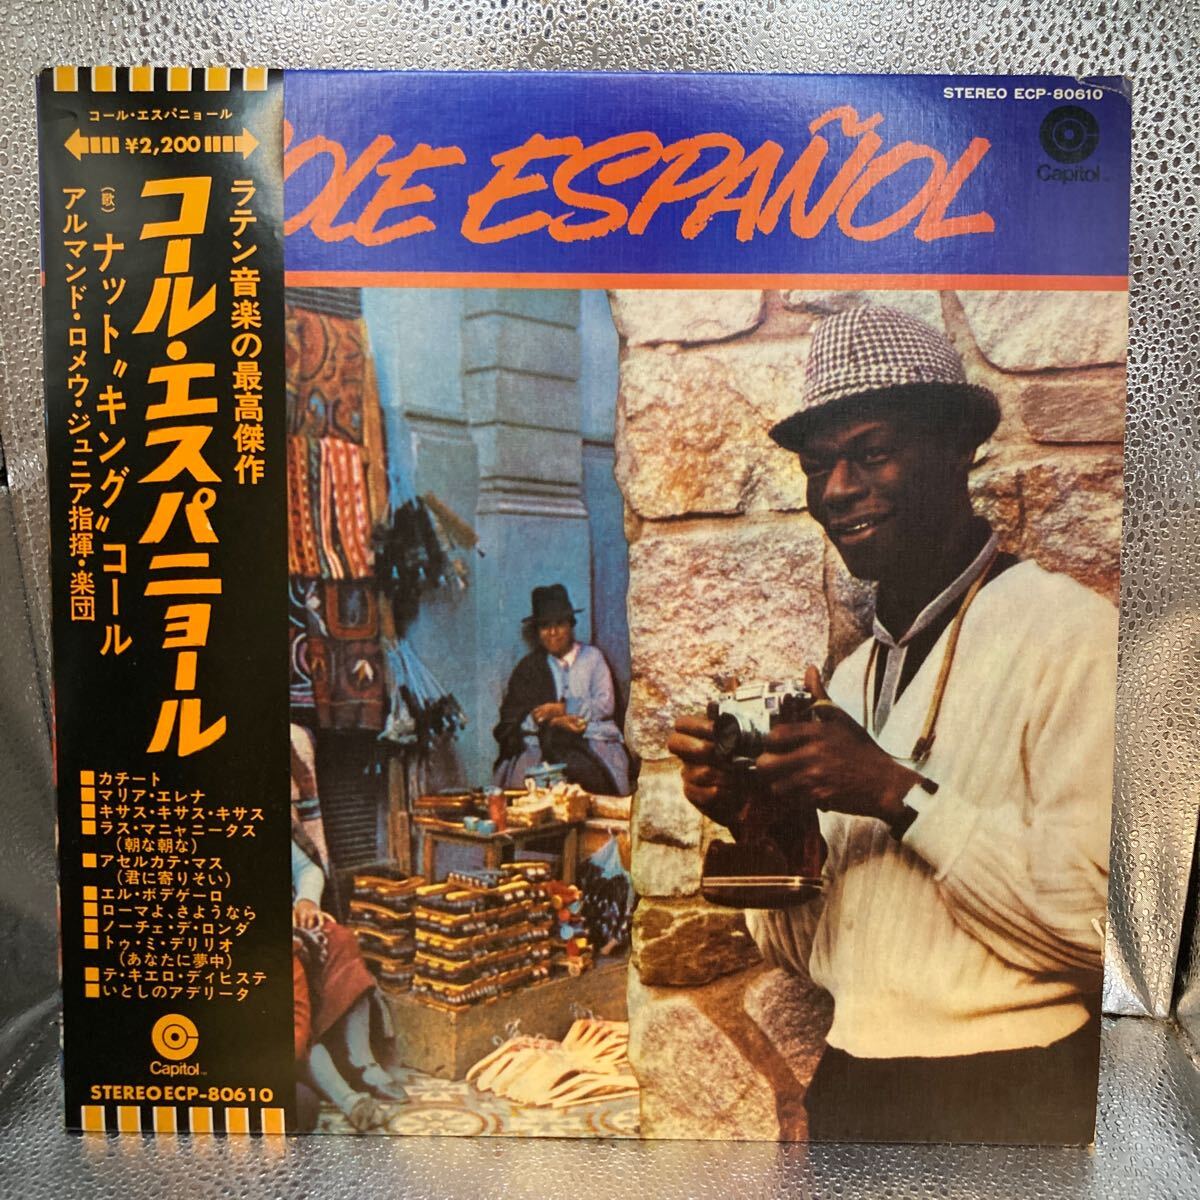 コール・エスパニョール
¥2,200
ラテン音楽の最高傑作
コール・エスパニョール
(歌) ナット"キング"コール
アルマンド・ロメウ・ジュニア指揮・楽団
■カチート
■マリア・エレナ
■キサス・キサス・キサス
■ラス・マニャニータス
(朝な朝な)
■アセルカテ・マス
(君に寄りそい)
■エル・ボデゲーロ
■ローマよ、さようなら
■ノーチェ・デ・ロンダ
■トゥ・ミ・デリリオ
(あなたに夢中)
■テ・キエロ・ディヒステ
■いとしのアデリータ
Capitol™
STEREO ECP-80610
STEREO ECP-80610
OLE ESPAÑOL
Capitol™